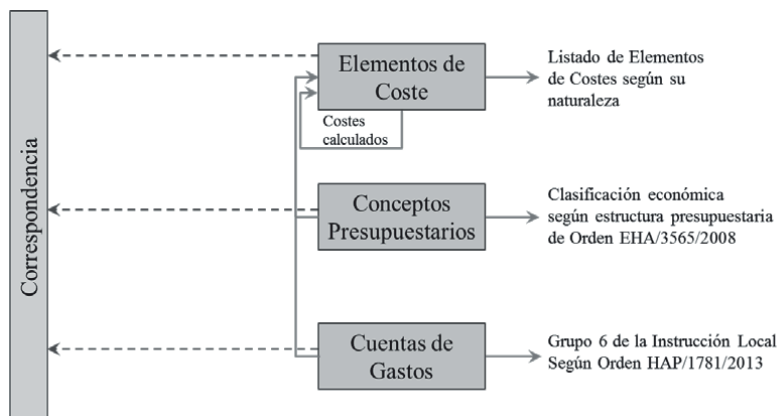 Correspondencia
Elementos de
Coste
Costes
calculados
Listado de Elementos
de Costes según su
naturaleza
Conceptos
Presupuestarios
Clasificación económica
según estructura presupuestaria
de Orden EHA/3565/2008
Cuentas de
Gastos
Grupo 6 de la Instrucción Local
Según Orden HAP/1781/2013